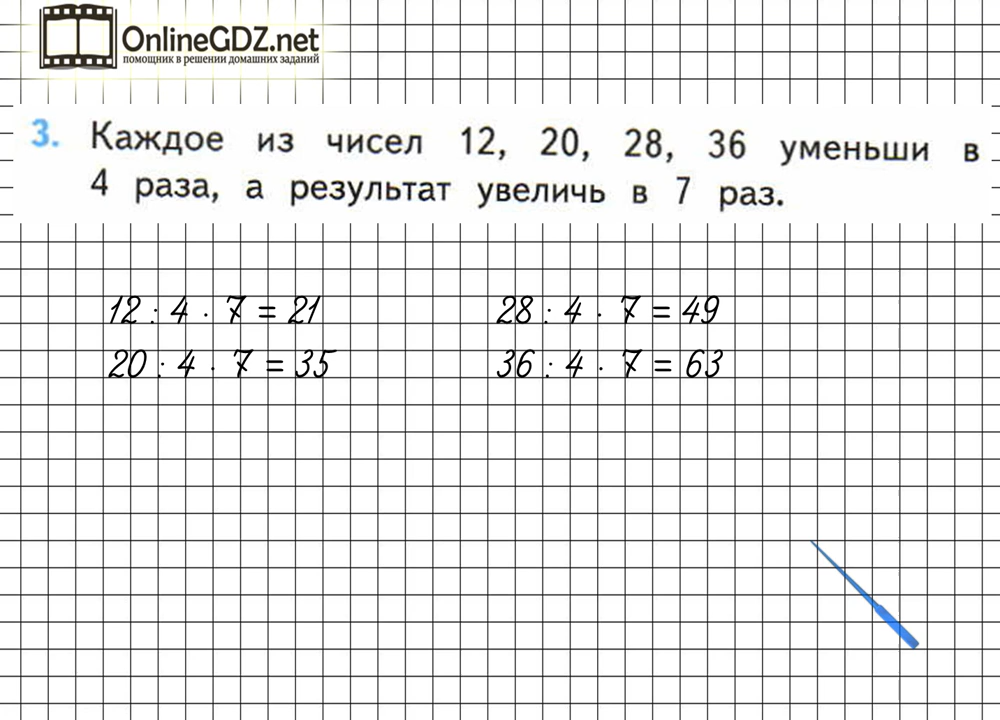 OnlineGDZ.net
помощник в решении домашних заданий
3. Каждое из чисел 12, 20, 28, 36 уменьши в
4 раза, а результат увеличь в 7 раз.
12 : 4 · 7 = 21
20 : 4 · 7 = 35
28 : 4 · 7 = 49
36 : 4 · 7 = 63